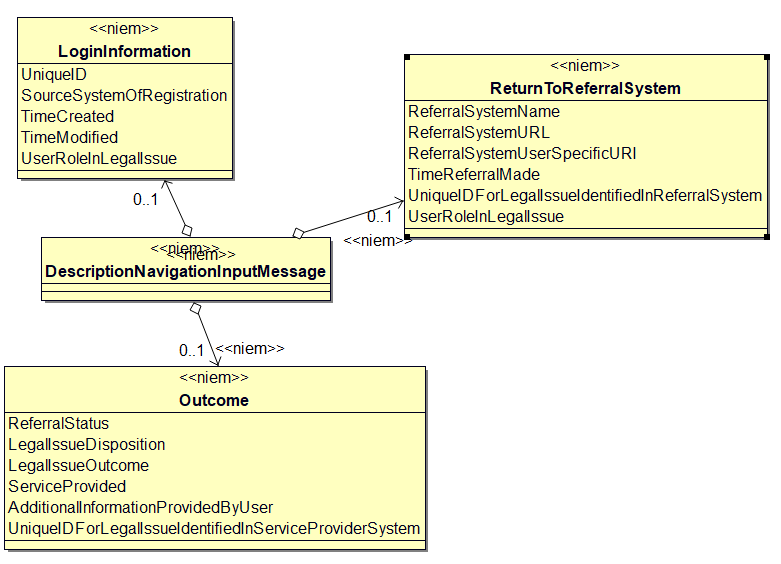 <<niem>>
LoginInformation
UniqueID
SourceSystemOfRegistration
TimeCreated
TimeModified
UserRoleInLegalIssue
<<niem>>
ReturnToReferralSystem
ReferralSystemName
ReferralSystemURL
ReferralSystemUserSpecificURI
TimeReferralMade
UniqueIDForLegalIssueIdentifiedInReferralSystem
UserRoleInLegalIssue
0..1
0..1
<<niem>>
<<niem>>
<<niem>>
DescriptionNavigationInputMessage
0..1
<<niem>>
<<niem>>
Outcome
ReferralStatus
LegalIssueDisposition
LegalIssueOutcome
ServiceProvided
AdditionalInformationProvidedByUser
UniqueIDForLegalIssueIdentifiedInServiceProviderSystem